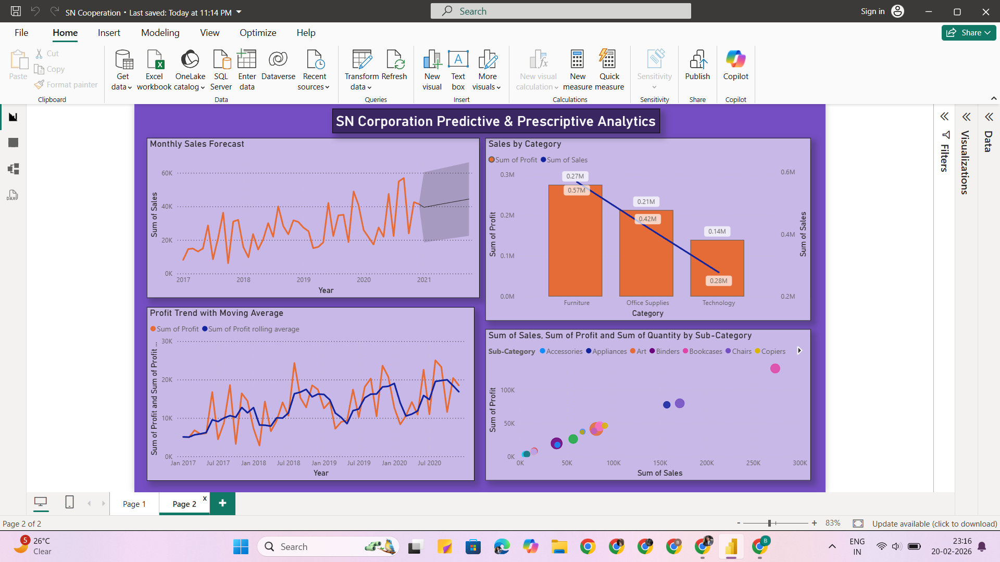 SN Cooperation • Last saved: Today at 11:14 PM
Search
Sign in
File
Home
Insert
Modeling
View
Optimize
Help
Share
Paste
Cut
Copy
Format painter
Clipboard
Get data
Excel workbook
OneLake catalog
SQL Server
Enter data
Dataverse
Recent sources
Data
Transform data
Refresh
Queries
New visual
Text box
More visuals
Insert
New visual calculation
New measure
Quick measure
Calculations
Sensitivity
Sensitivity
Publish
Share
Copilot
Copilot
DAX
SN Corporation Predictive & Prescriptive Analytics
Monthly Sales Forecast
Sum of Sales
60K
40K
20K
0K
2017 2018 2019 2020 2021
Year
Sales by Category
Sum of Profit Sum of Sales
Sum of Profit
0.3M
0.2M
0.1M
0.0M
0.27M
0.57M
0.21M
0.42M
0.14M
0.28M
0.6M
0.4M
0.2M
Sum of Sales
Furniture Office Supplies Technology
Category
Profit Trend with Moving Average
Sum of Profit Sum of Profit rolling average
Sum of Profit and Sum of Profit ...
30K
20K
10K
0K
Jan 2017 Jul 2017 Jan 2018 Jul 2018 Jan 2019 Jul 2019 Jan 2020 Jul 2020
Year
Sum of Sales, Sum of Profit and Sum of Quantity by Sub-Category
Sub-Category Accessories Appliances Art Binders Bookcases Chairs Copiers
Sum of Profit
100K
50K
0K
0K 50K 100K 150K 200K 250K 300K
Sum of Sales
Filters
Visualizations
Data
Page 1
Page 2
x
+
Page 2 of 2
- + 83%
Update available (click to download)
5
26°C
Clear
Search
B
B
ENG
IN
23:16
20-02-2026